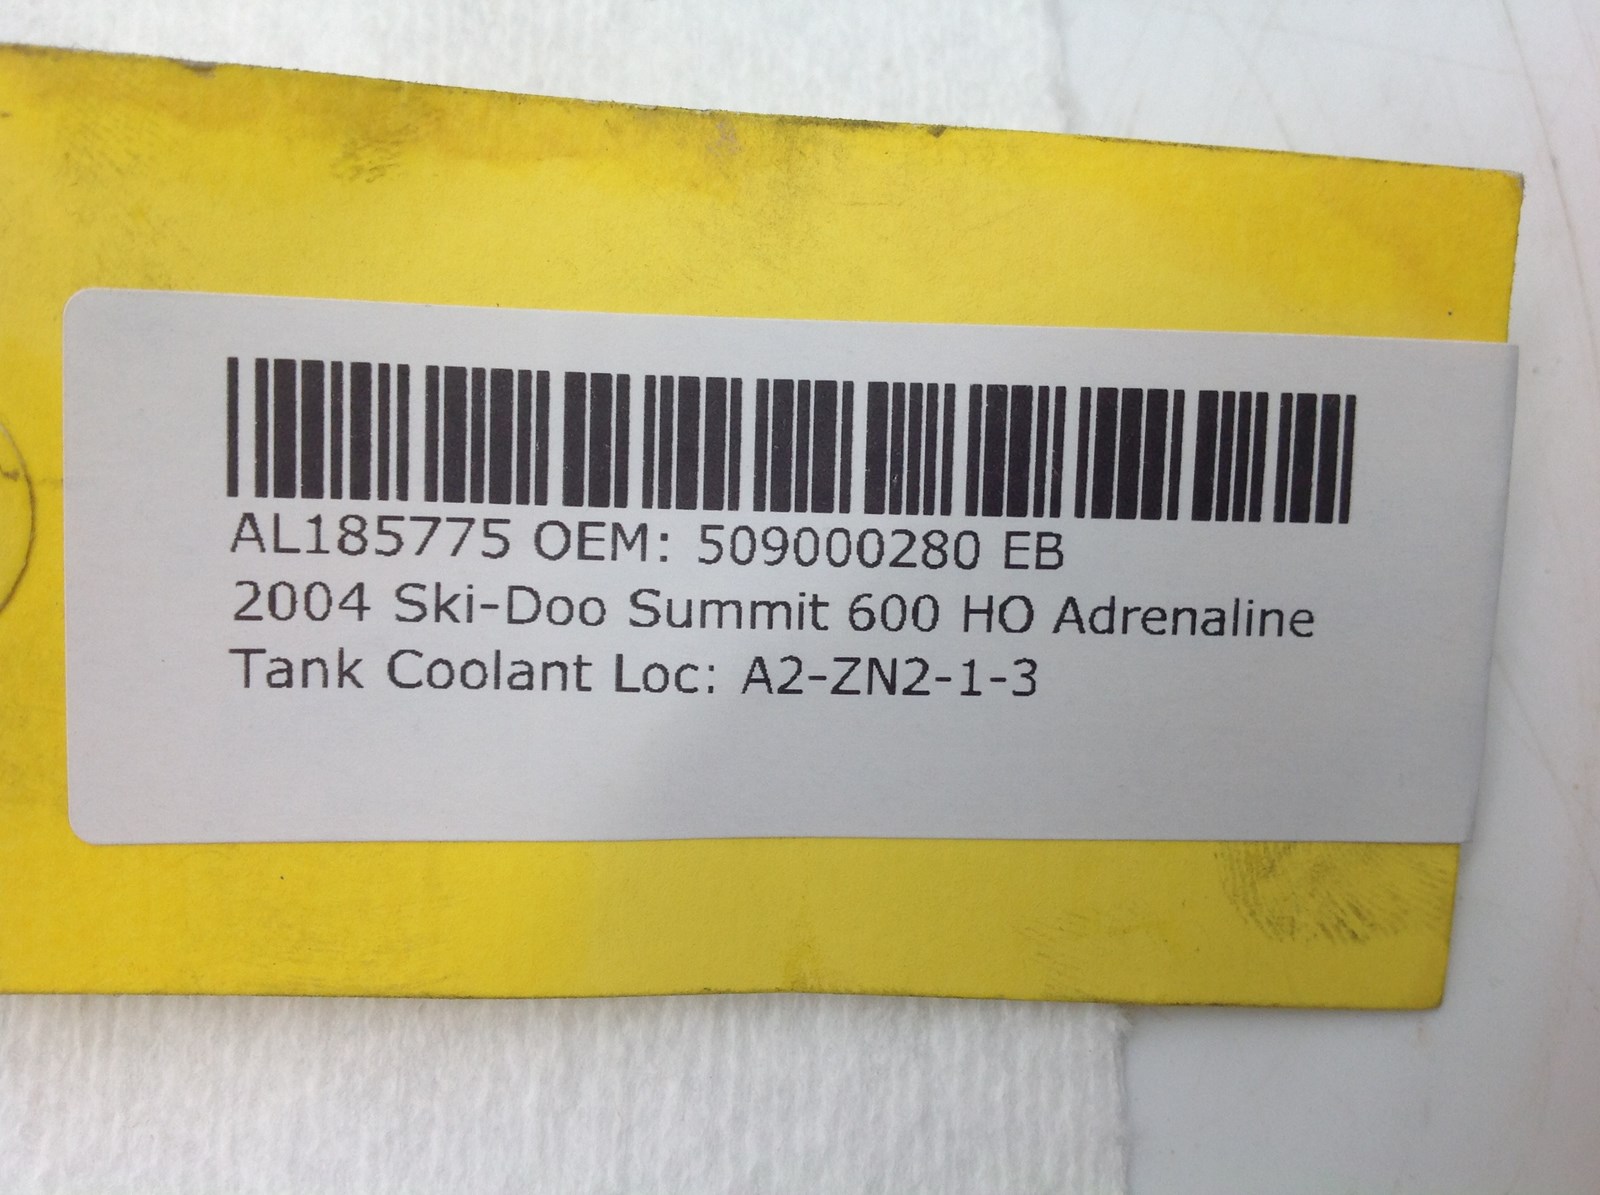 AL185775 OEM: 509000280 EB
2004 Ski-Doo Summit 600 HO Adrenaline
Tank Coolant Loc: A2-ZN2-1-3